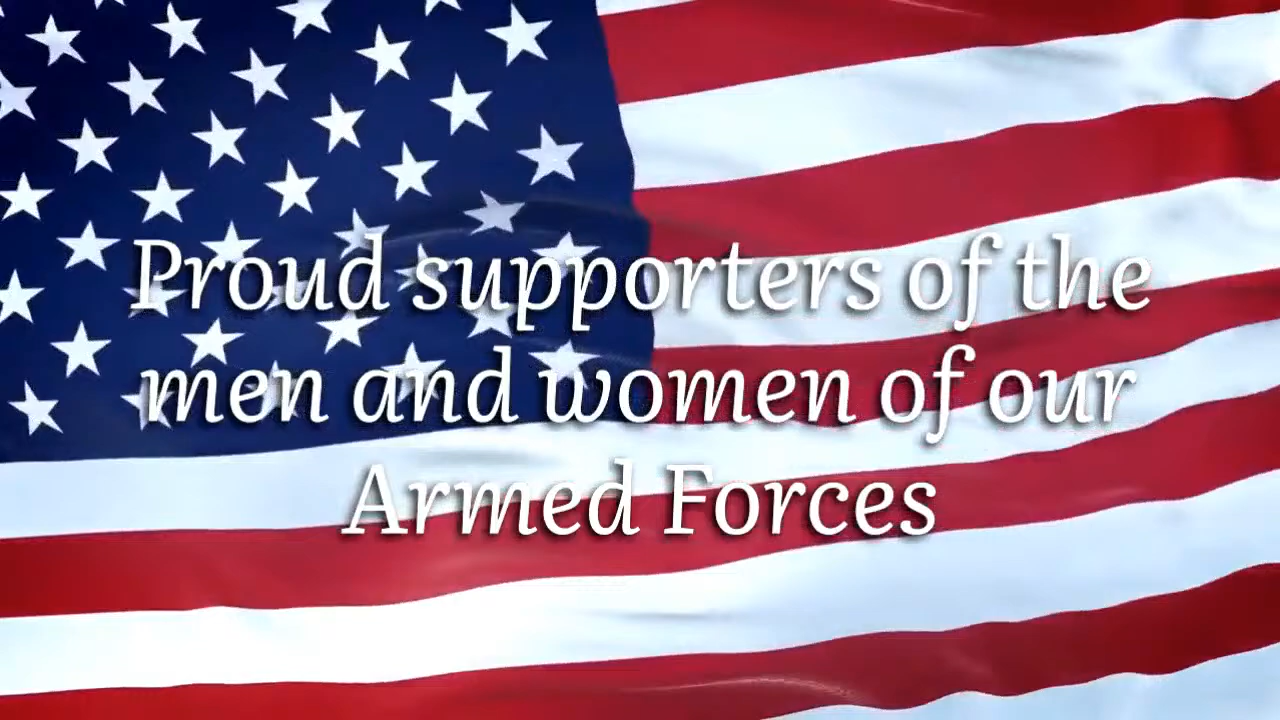 Proud supporters of the
men and women of our
Armed Forces